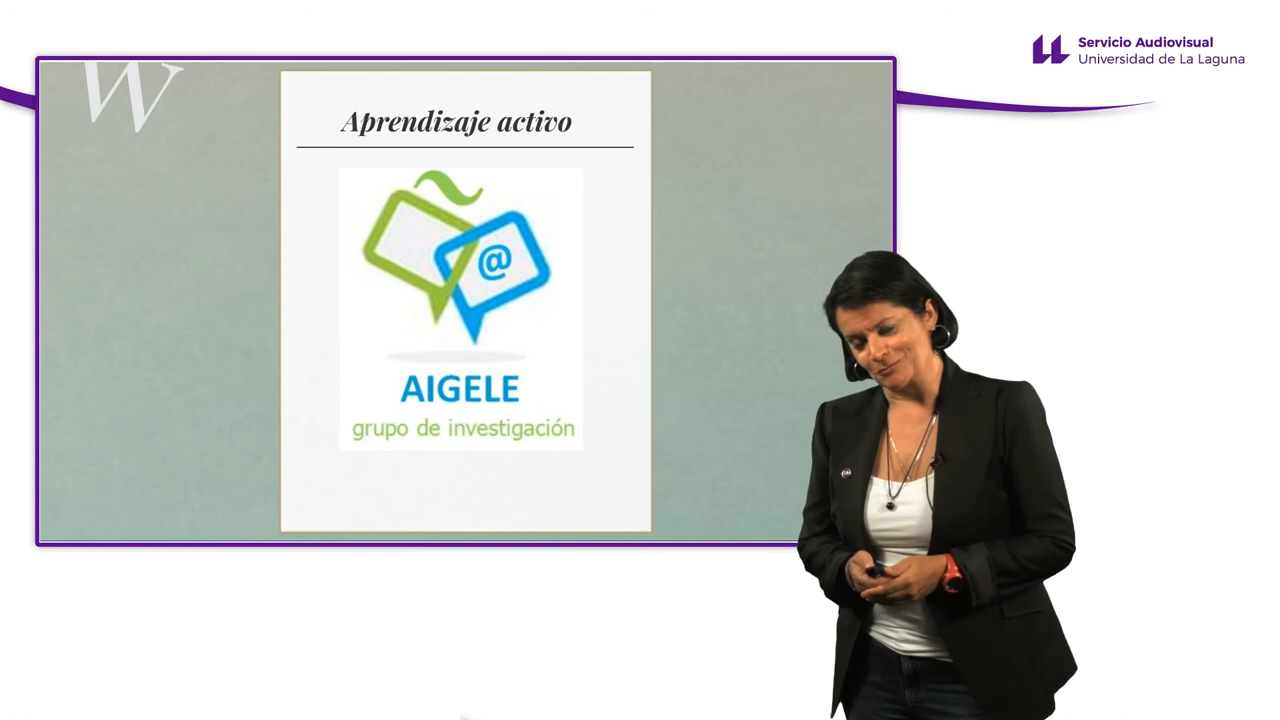 Servicio Audiovisual
Universidad de La Laguna
W
Aprendizaje activo
@
AIGELE
grupo de investigación